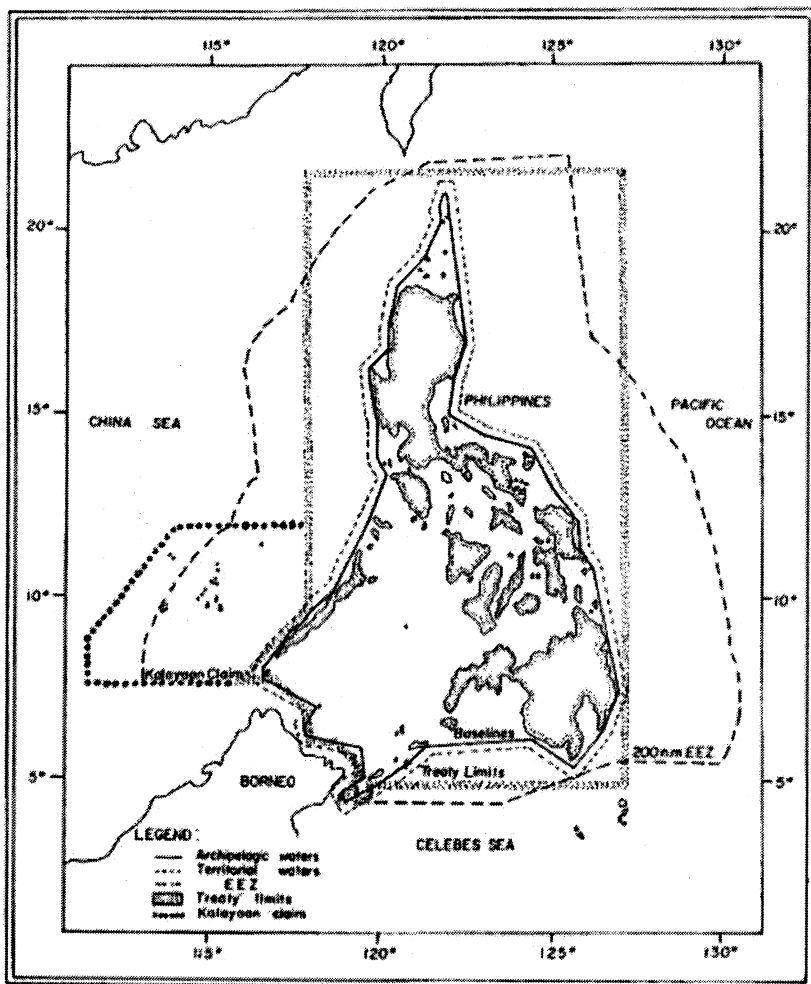 115° 120° 125° 130°
20° 20°
PHILIPPINES
PACIFIC
OCEAN
CHINA SEA
15° 15°
10° 10°
Kalayaan Claim
Baselines
200nm EEZ
Treaty Limits
BORNEO
5° 5°
CELEBES SEA
LEGEND:
Archipelagic waters
Territorial waters
EEZ
Treaty limits
Kalayaan claim
115° 120° 125° 130°